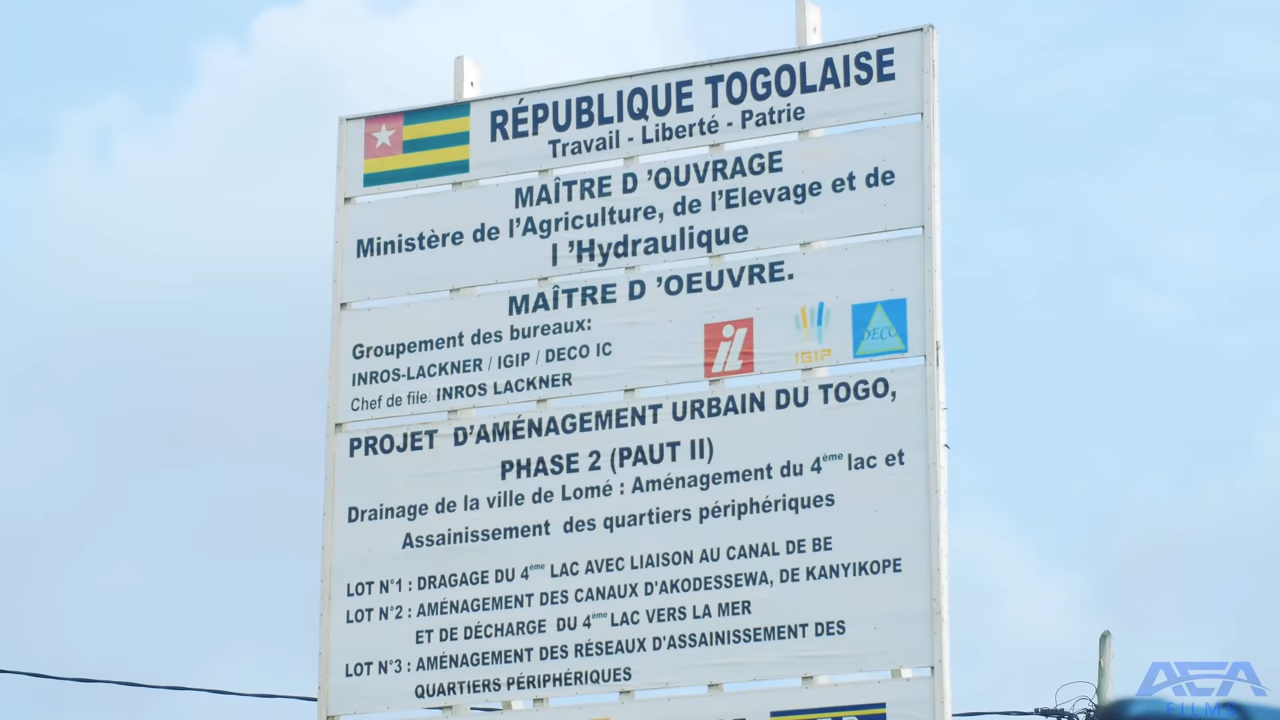 RÉPUBLIQUE TOGOLAISE
Travail - Liberté - Patrie
MAÎTRE D 'OUVRAGE
Ministère de l'Agriculture, de l'Elevage et de
l 'Hydraulique
MAÎTRE D 'OEUVRE.
Groupement des bureaux:
INROS-LACKNER / IGIP / DECO IC
Chef de file: INROS LACKNER
iL
IGIP
DECO
PROJET D'AMÉNAGEMENT URBAIN DU TOGO,
PHASE 2 (PAUT II)
Drainage de la ville de Lomé : Aménagement du 4ème lac et
Assainissement des quartiers périphériques
LOT N°1 : DRAGAGE DU 4ème LAC AVEC LIAISON AU CANAL DE BE
LOT N°2 : AMÉNAGEMENT DES CANAUX D'AKODESSEWA, DE KANYIKOPE
ET DE DÉCHARGE DU 4ème LAC VERS LA MER
LOT N°3 : AMÉNAGEMENT DES RÉSEAUX D'ASSAINISSEMENT DES
QUARTIERS PÉRIPHÉRIQUES
AEA
FILMS